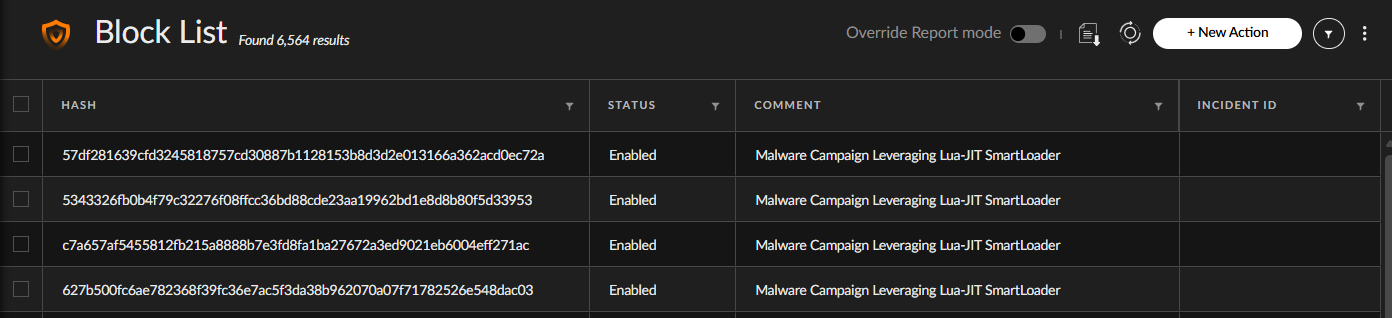 Block List Found 6,564 results
Override Report mode
+ New Action
HASH STATUS COMMENT INCIDENT ID
57df281639cfd3245818757cd30887b1128153b8d3d2e013166a362acd0ec72a Enabled Malware Campaign Leveraging Lua-JIT SmartLoader
5343326fb0b4f79c32276f08ffcc36bd88cde23aa19962bd1e8d8b80f5d33953 Enabled Malware Campaign Leveraging Lua-JIT SmartLoader
c7a657af5455812fb215a8888b7e3fd8fa1ba27672a3ed9021eb6004eff271ac Enabled Malware Campaign Leveraging Lua-JIT SmartLoader
627b500fc6ae782368f39fc36e7ac5f3da38b962070a07f71782526e548dac03 Enabled Malware Campaign Leveraging Lua-JIT SmartLoader